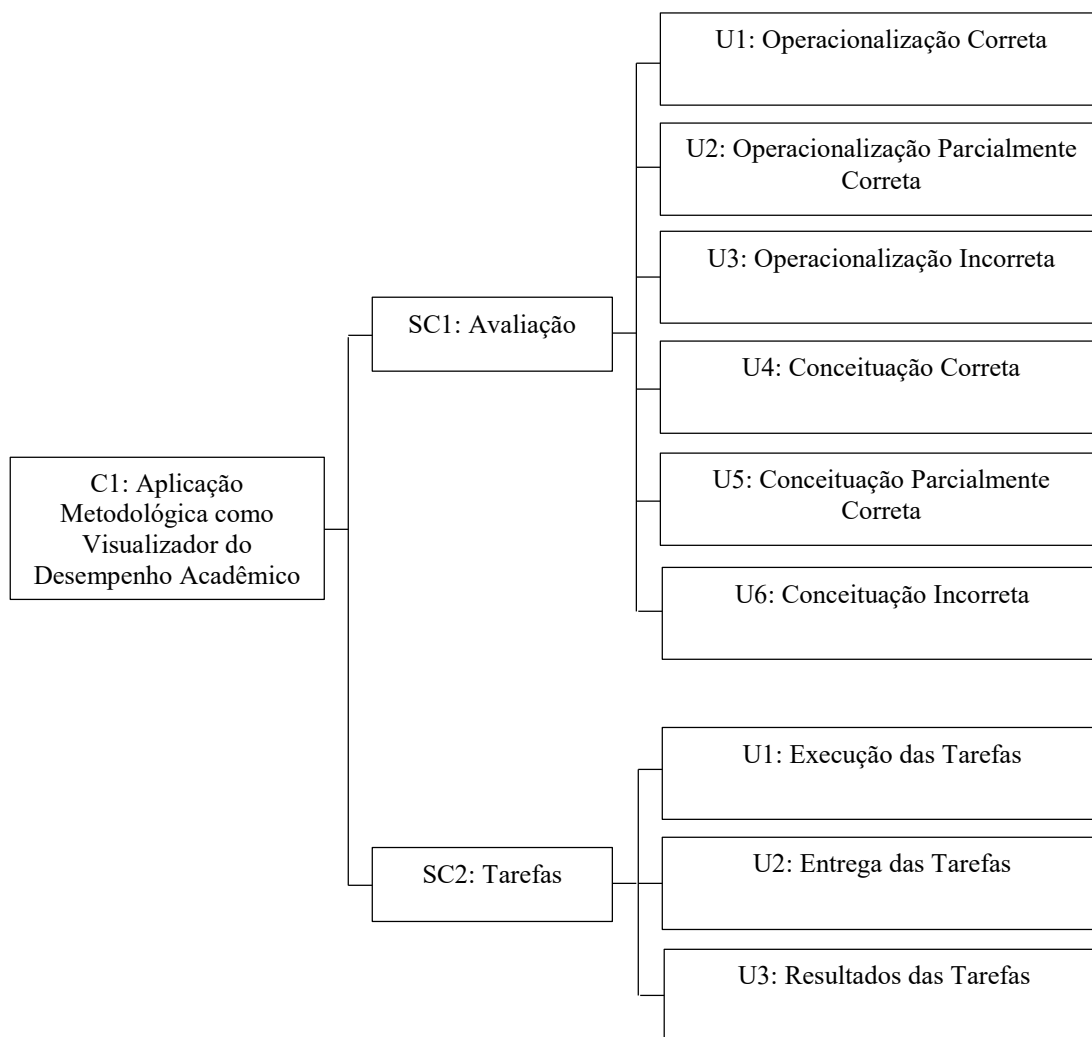 C1: Aplicação
Metodológica como
Visualizador do
Desempenho Acadêmico
SC1: Avaliação
U1: Operacionalização Correta
U2: Operacionalização Parcialmente
Correta
U3: Operacionalização Incorreta
U4: Conceituação Correta
U5: Conceituação Parcialmente
Correta
U6: Conceituação Incorreta
SC2: Tarefas
U1: Execução das Tarefas
U2: Entrega das Tarefas
U3: Resultados das Tarefas